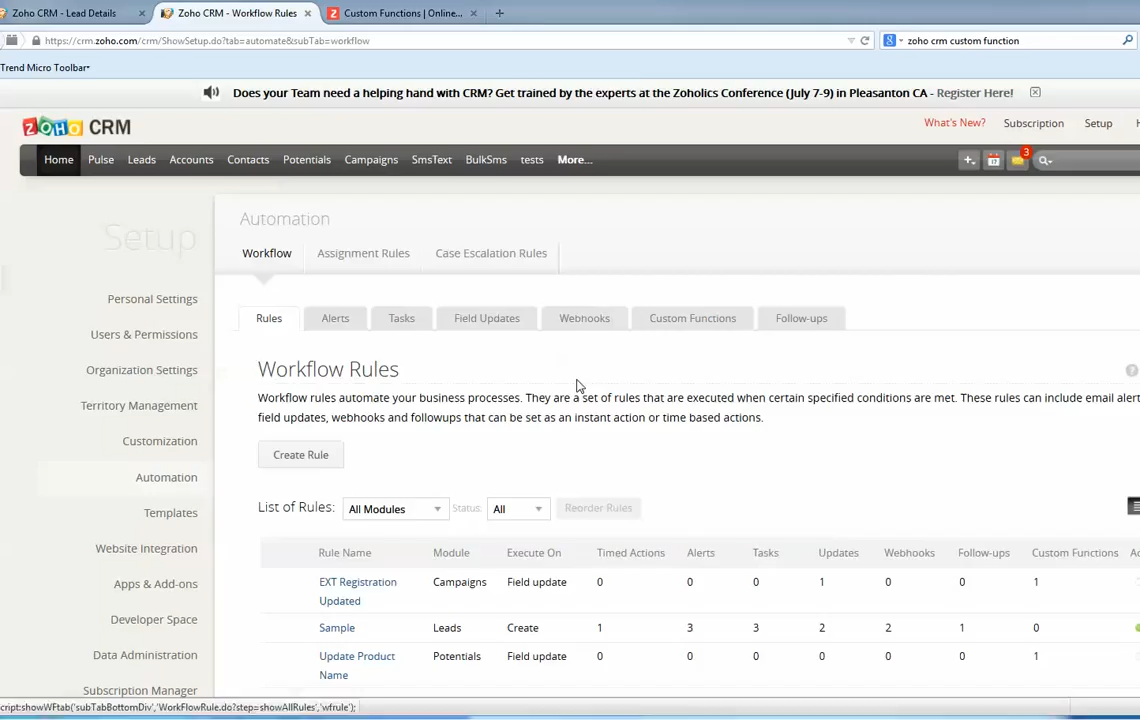 Zoho CRM - Lead Details
Zoho CRM - Workflow Rules
Custom Functions | Online...
https://crm.zoho.com/crm/ShowSetup.do?tab=automate&subTab=workflow
zoho crm custom function
Trend Micro Toolbar
Does your Team need a helping hand with CRM? Get trained by the experts at the Zoholics Conference (July 7-9) in Pleasanton CA - Register Here!
ZOHO CRM
What's New? Subscription Setup H
Home Pulse Leads Accounts Contacts Potentials Campaigns SmsText BulkSms tests More...
17 3
Setup
Automation
Workflow Assignment Rules Case Escalation Rules
Personal Settings
Users & Permissions
Organization Settings
Territory Management
Customization
Automation
Templates
Website Integration
Apps & Add-ons
Developer Space
Data Administration
Subscription Manager
Rules Alerts Tasks Field Updates Webhooks Custom Functions Follow-ups
Workflow Rules
?
Workflow rules automate your business processes. They are a set of rules that are executed when certain specified conditions are met. These rules can include email alert
field updates, webhooks and followups that can be set as an instant action or time based actions.
Create Rule
List of Rules: All Modules Status: All Reorder Rules
Rule Name Module Execute On Timed Actions Alerts Tasks Updates Webhooks Follow-ups Custom Functions Ac
EXT Registration Campaigns Field update 0 0 0 1 0 0 1
Updated
Sample Leads Create 1 3 3 2 2 1 0
Update Product Potentials Field update 0 0 0 0 0 0 1
Name
script:showWFtab('subTabBottomDiv','WorkFlowRule.do?step=showAllRules','wfrule');